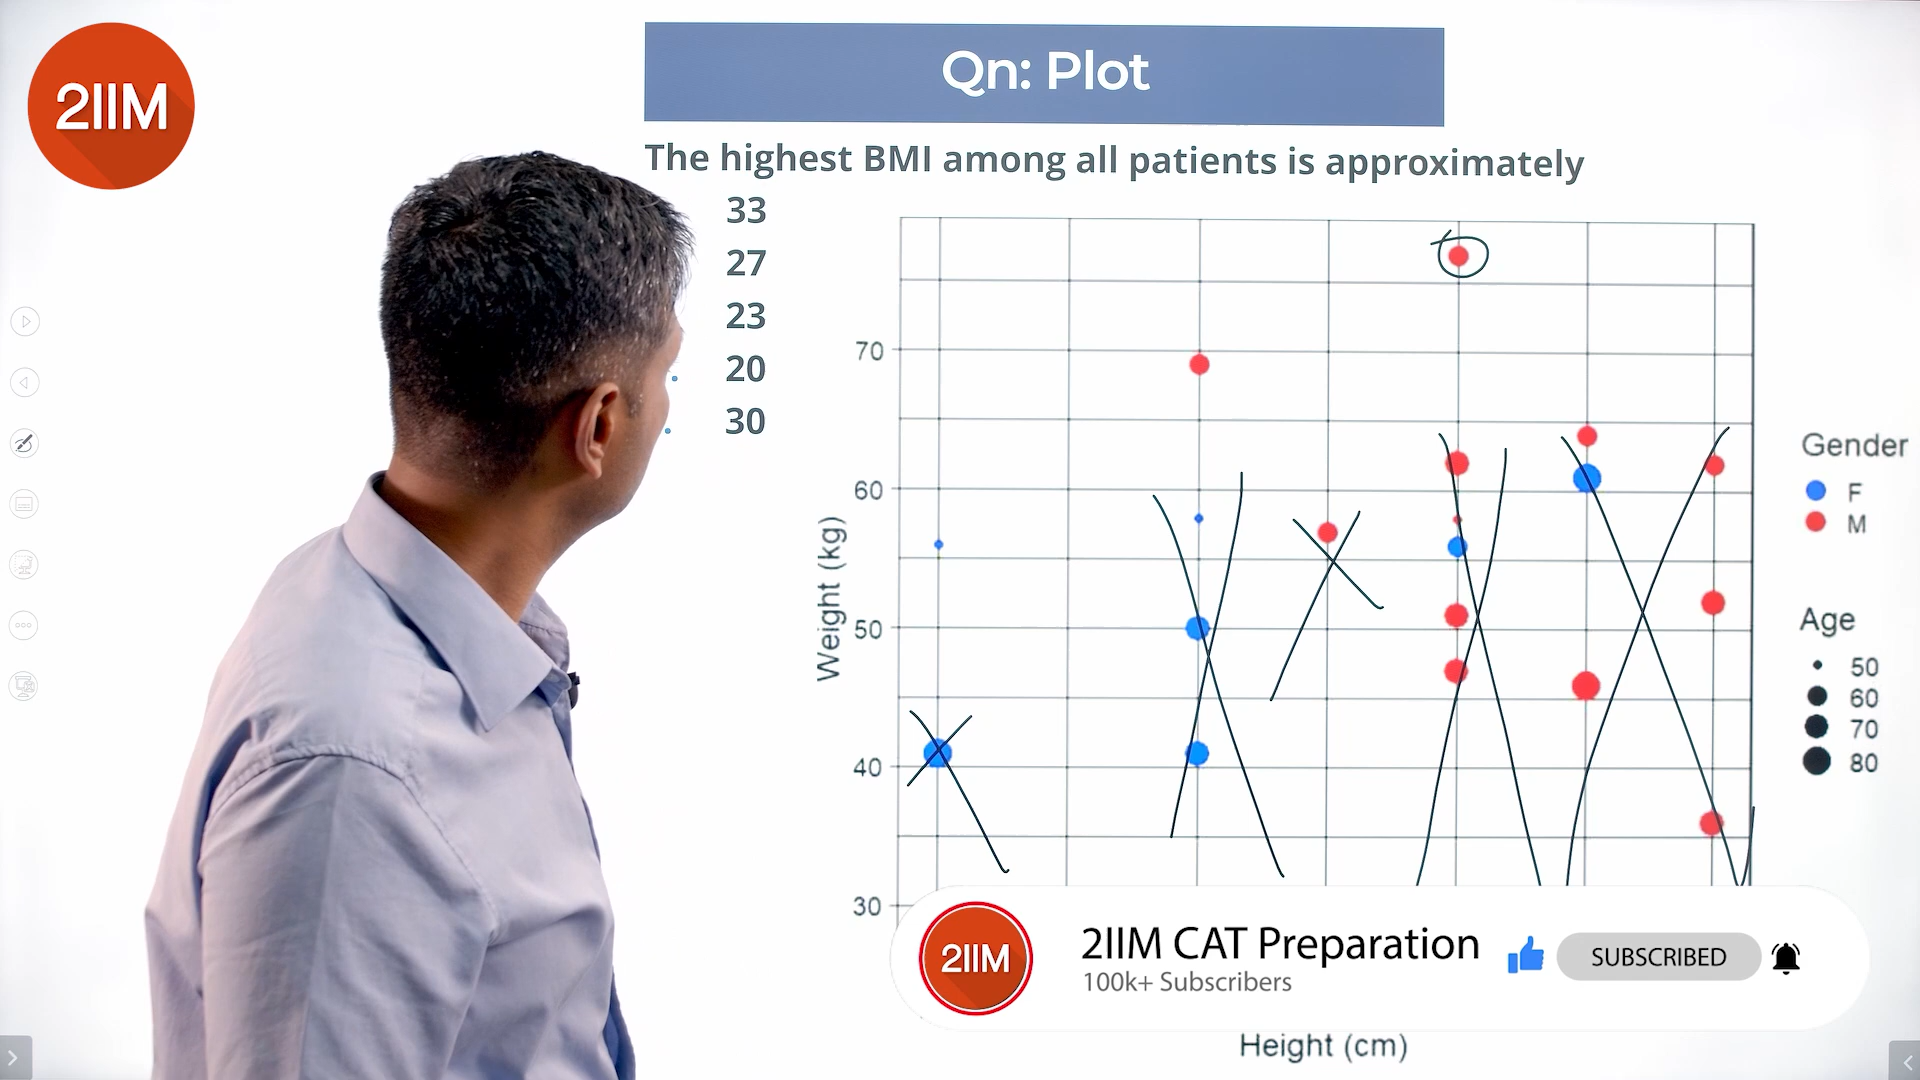 2IIM
Qn: Plot
The highest BMI among all patients is approximately
33
27
23
20
30
70
60
50
40
30
Weight (kg)
Height (cm)
Gender
F
M
Age
50
60
70
80
2IIM
2IIM CAT Preparation
100k+ Subscribers
SUBSCRIBED